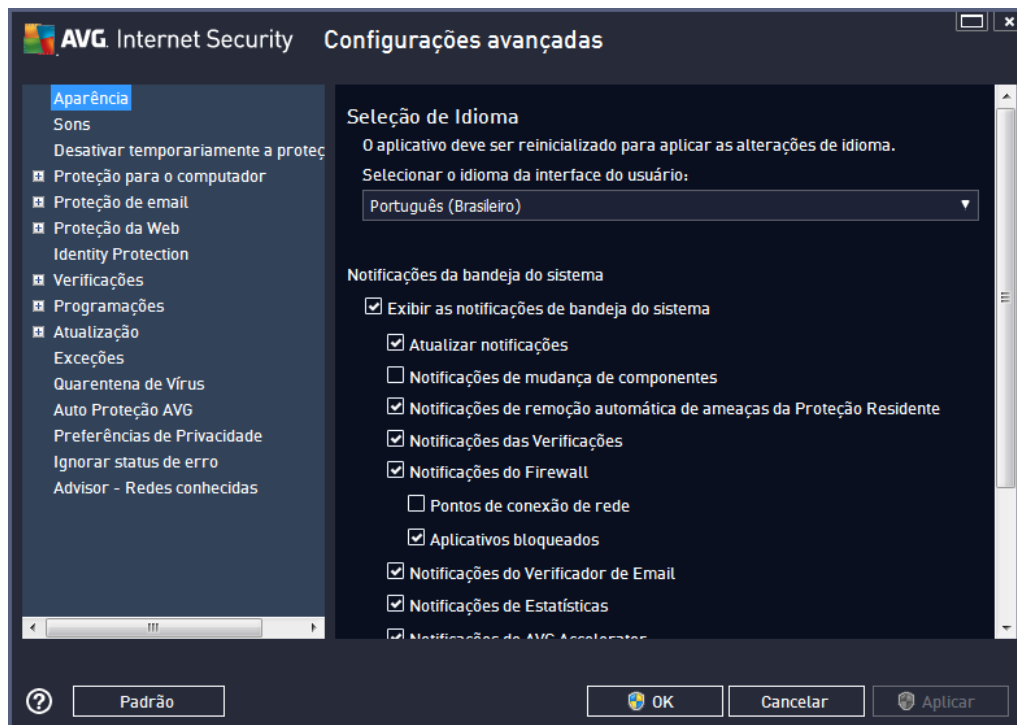 AVG. Internet Security Configurações avançadas
Aparência
Sons
Desativar temporariamente a proteç
Proteção para o computador
Proteção de email
Proteção da Web
Identity Protection
Verificações
Programações
Atualização
Exceções
Quarentena de Vírus
Auto Proteção AVG
Preferências de Privacidade
Ignorar status de erro
Advisor - Redes conhecidas
Seleção de Idioma
O aplicativo deve ser reinicializado para aplicar as alterações de idioma.
Selecionar o idioma da interface do usuário:
Português (Brasileiro)
Notificações da bandeja do sistema
Exibir as notificações de bandeja do sistema
Atualizar notificações
Notificações de mudança de componentes
Notificações de remoção automática de ameaças da Proteção Residente
Notificações das Verificações
Notificações do Firewall
Pontos de conexão de rede
Aplicativos bloqueados
Notificações do Verificador de Email
Notificações de Estatísticas
Notificações do AVG Accelerator
Padrão
OK
Cancelar
Aplicar